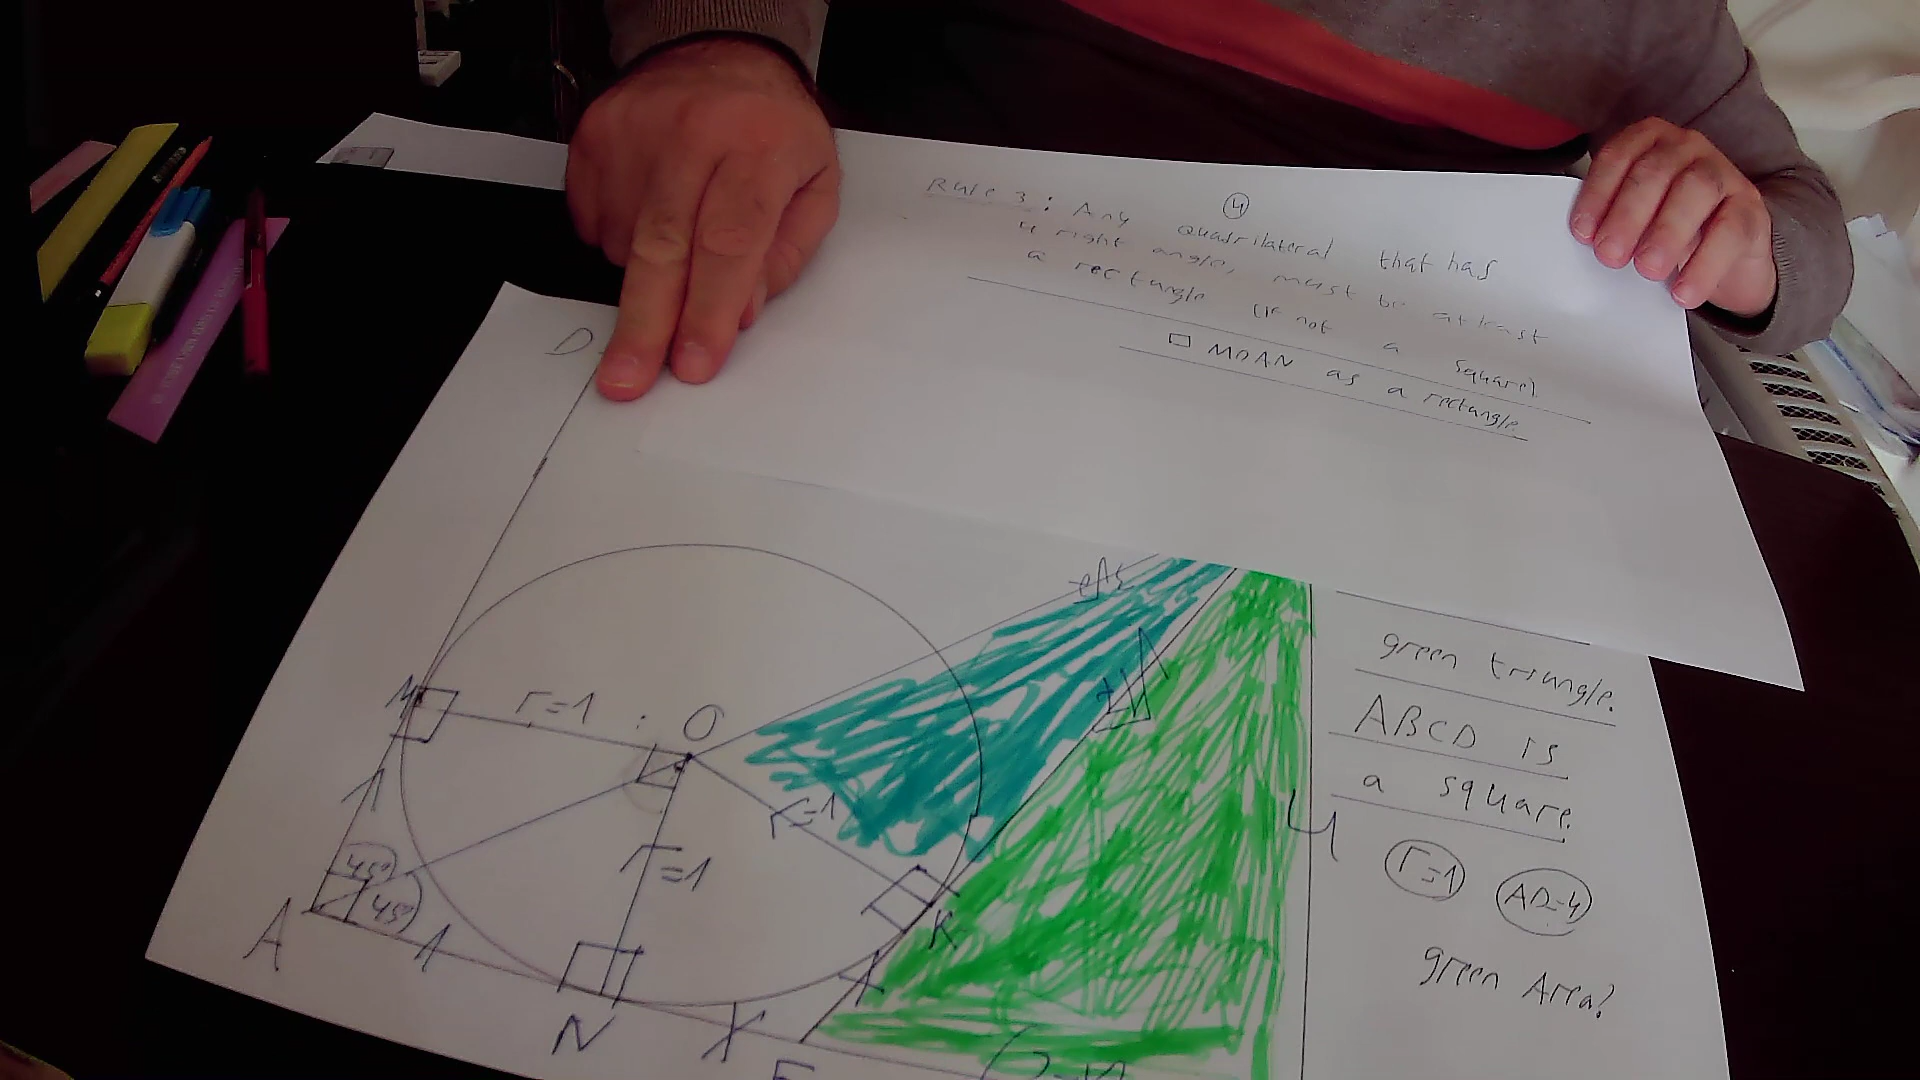 Rule 3: Any quadrilateral that has
4 right angle, must be at least
a rectangle (if not a square)
□ MOAN as a rectangle.
4
D
green triangle.
ABCD is
a square.
r=1
AD=4
green Area?
M
r=1
O
r=1
r=1
1
45°
45°
A
1
N
X
E
K
4